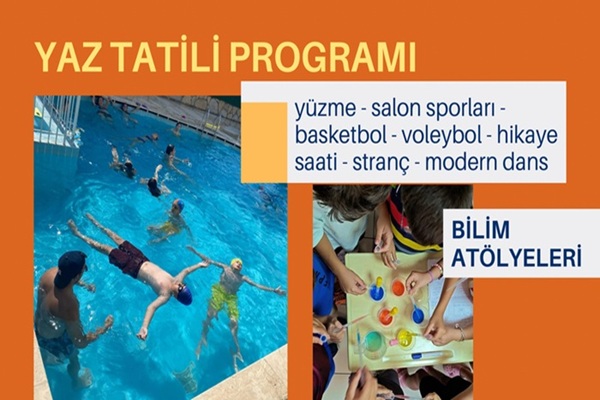 YAZ TATİLİ PROGRAMI
yüzme - salon sporları -
basketbol - voleybol - hikaye
saati - stranç - modern dans
BİLİM
ATÖLYELERİ